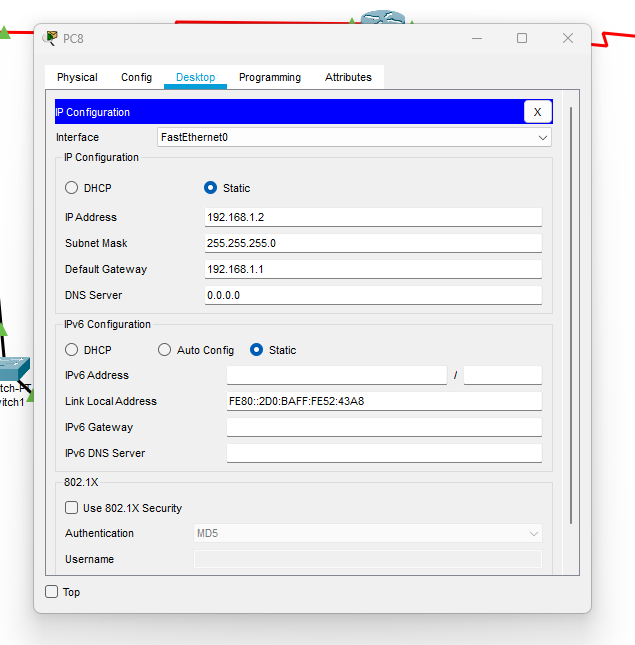 PC8
Physical Config Desktop Programming Attributes
IP Configuration X
Interface FastEthernet0
IP Configuration
DHCP Static
IP Address 192.168.1.2
Subnet Mask 255.255.255.0
Default Gateway 192.168.1.1
DNS Server 0.0.0.0
IPv6 Configuration
DHCP Auto Config Static
IPv6 Address /
Link Local Address FE80::2D0:BAFF:FE52:43A8
IPv6 Gateway
IPv6 DNS Server
802.1X
Use 802.1X Security
Authentication MD5
Username
Top
tch-PT
itch1